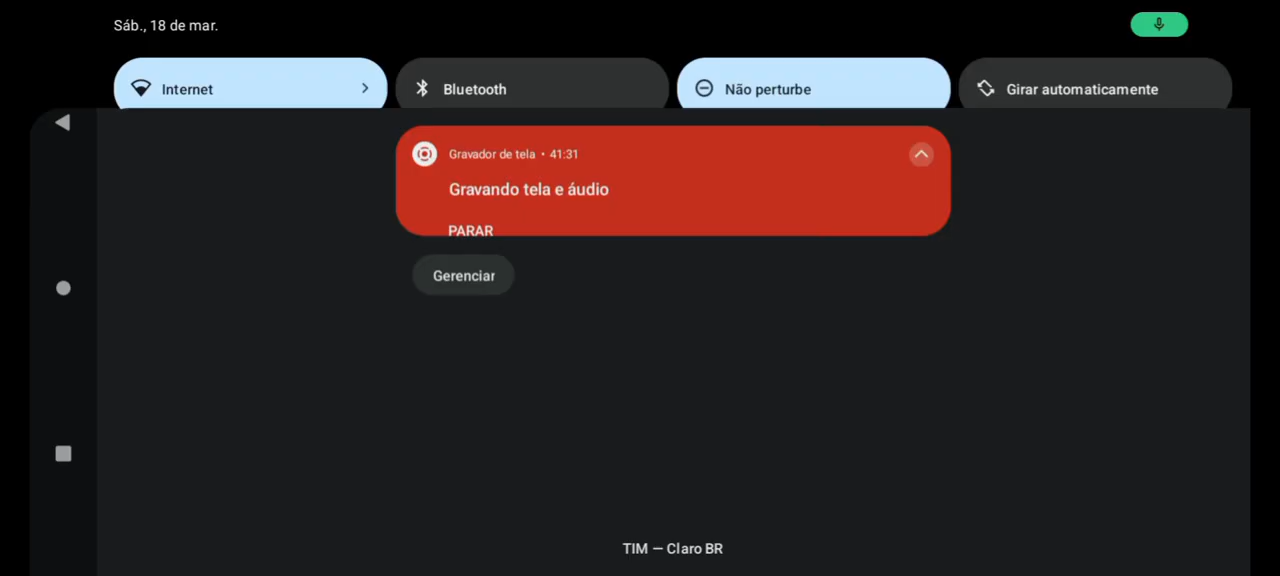 Sáb., 18 de mar.
Internet
Bluetooth
Não perturbe
Girar automaticamente
Gravador de tela • 41:31
Gravando tela e áudio
PARAR
Gerenciar
TIM — Claro BR